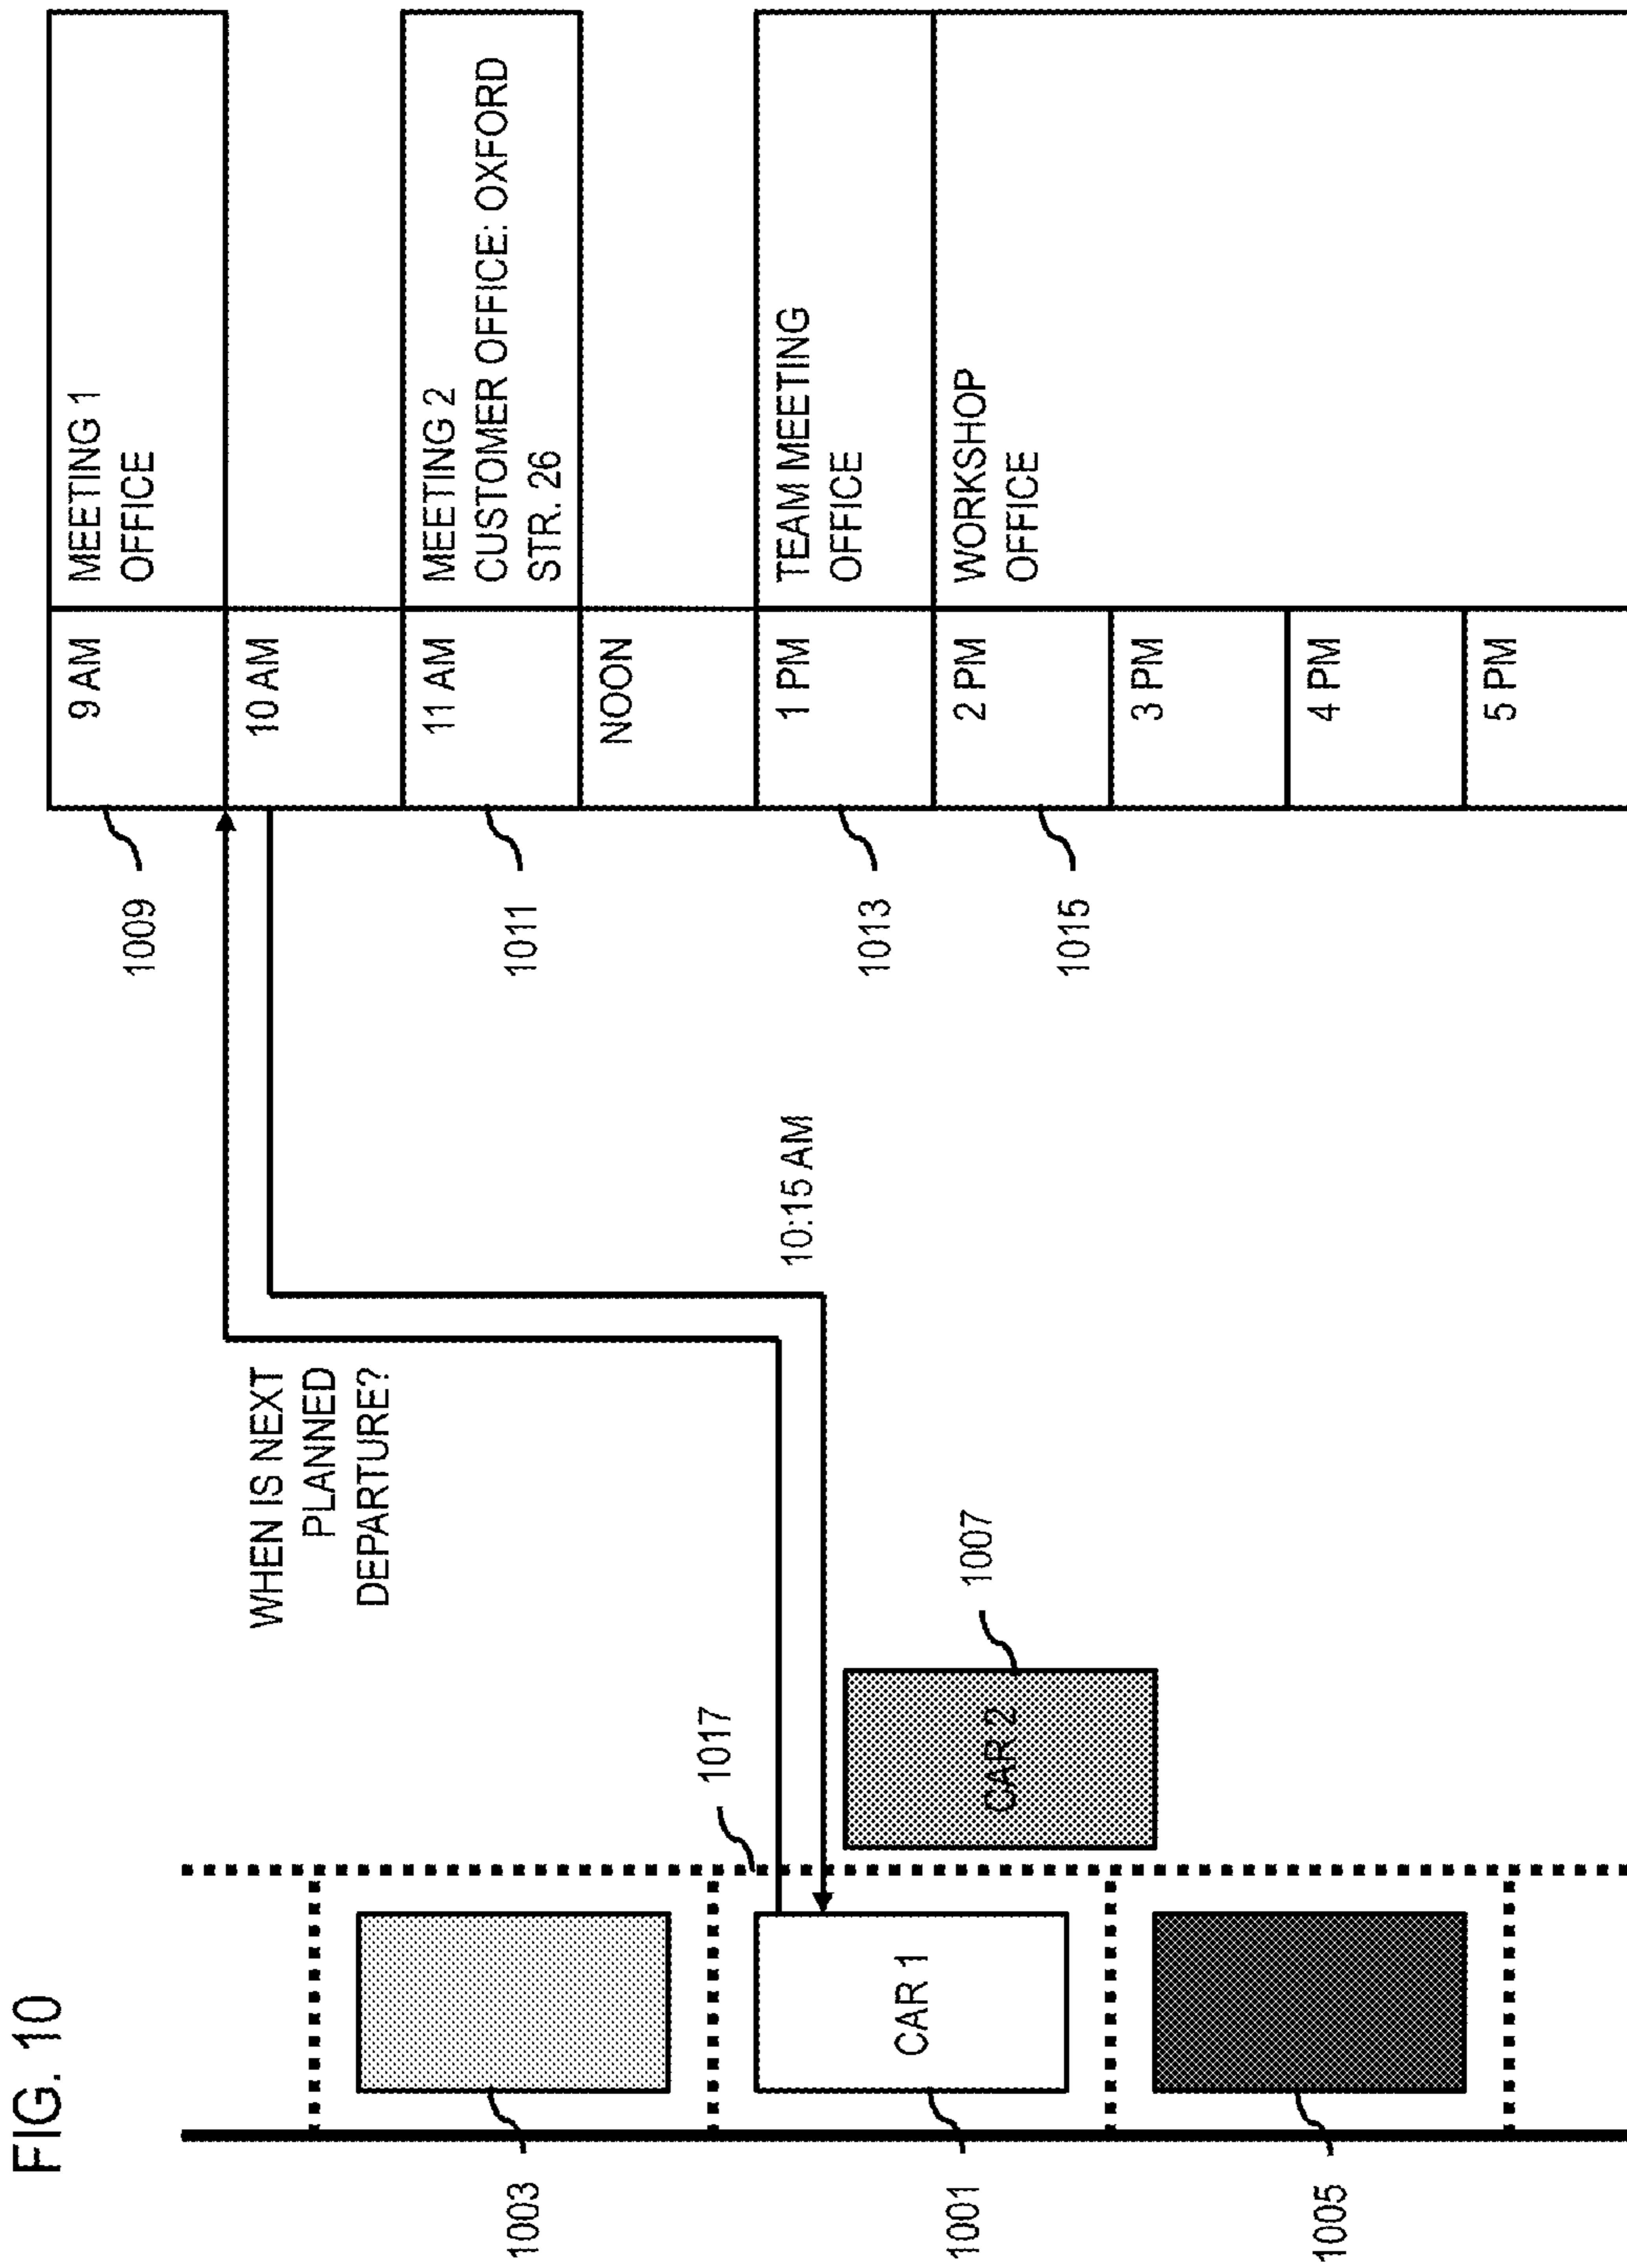 FIG. 10
1003
1001
1005
CAR 1
1017
CAR 2
1007
WHEN IS NEXT
PLANNED
DEPARTURE?
10:15 AM
1009
1011
1013
1015
9 AM
MEETING 1
OFFICE
10 AM
11 AM
MEETING 2
CUSTOMER OFFICE: OXFORD
STR. 26
NOON
1 PM
TEAM MEETING
OFFICE
2 PM
WORKSHOP
OFFICE
3 PM
4 PM
5 PM